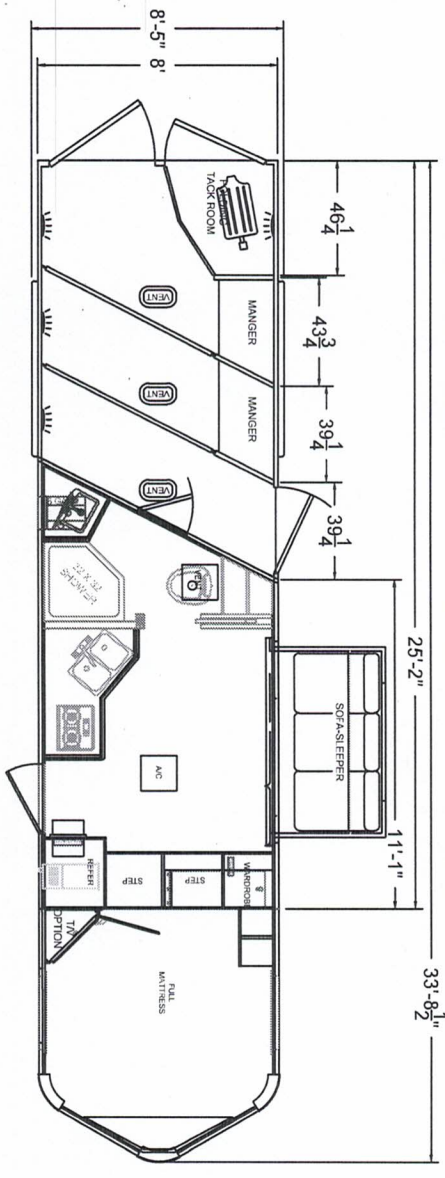 8'-5"
8'
46 1/4
43 3/4
39 1/4
39 1/4
25'-2"
11'-1"
33'-8 1/2"
TACK ROOM
MANGER
MANGER
VENT
VENT
VENT
SHOWER
SOFA-SLEEPER
A/C
REFER
STEP
STEP
WARDROBE
T/V
OPTION
FULL
MATTRESS